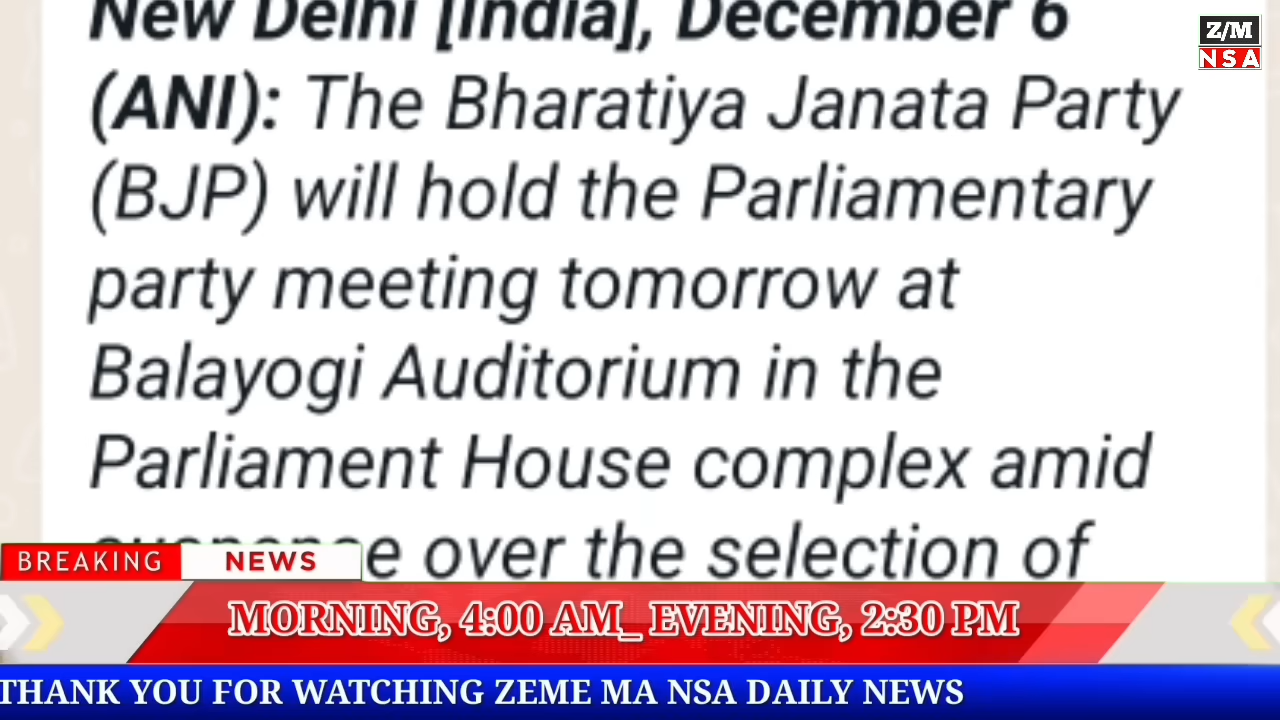 New Delhi [India], December 6
Z/M
NSA
(ANI): The Bharatiya Janata Party
(BJP) will hold the Parliamentary
party meeting tomorrow at
Balayogi Auditorium in the
Parliament House complex amid
over the selection of
BREAKING NEWS
MORNING, 4:00 AM_ EVENING, 2:30 PM
THANK YOU FOR WATCHING ZEME MA NSA DAILY NEWS